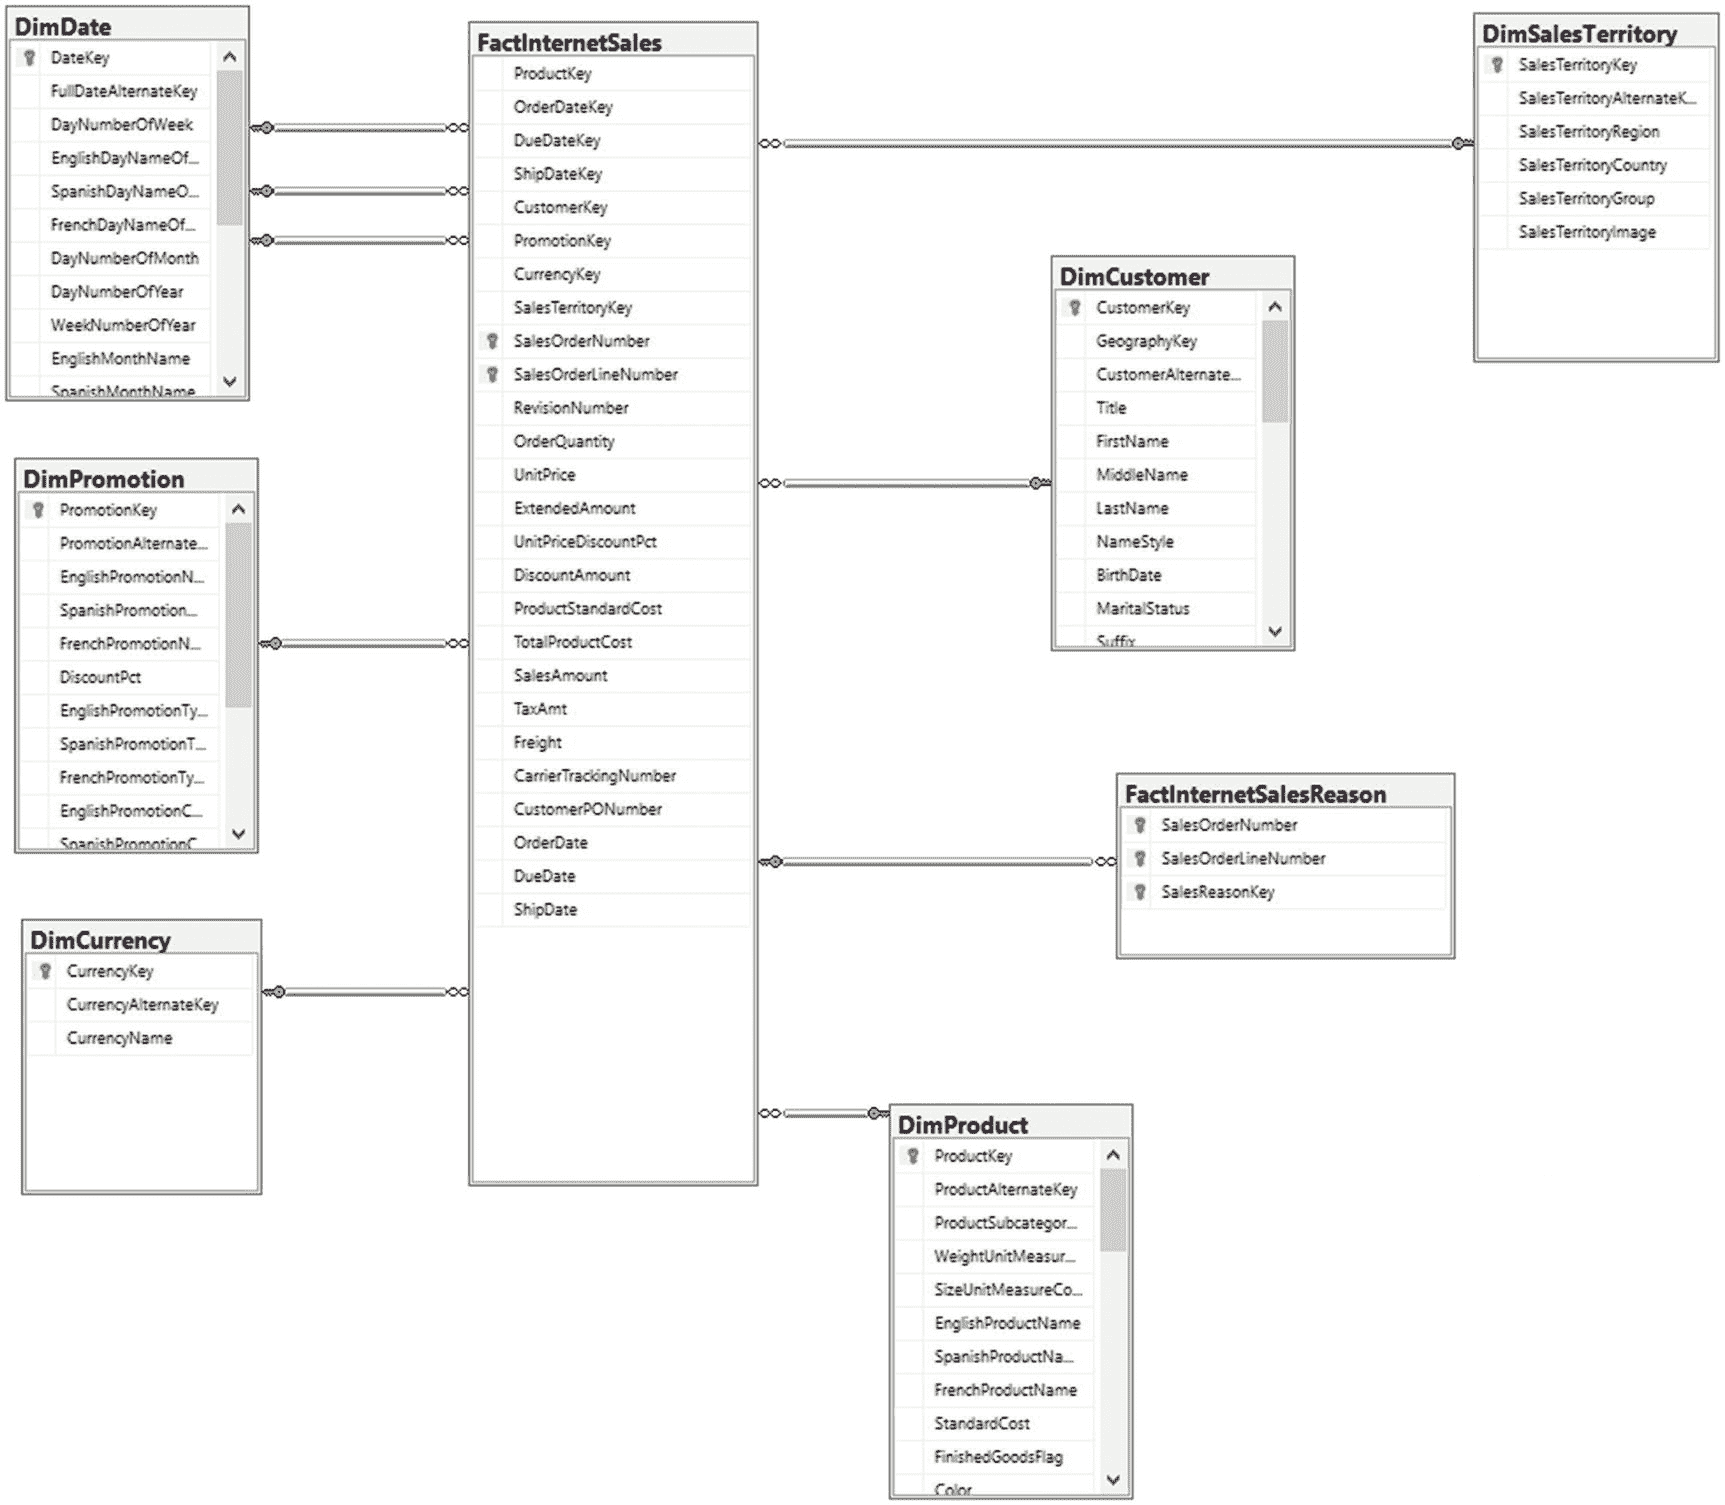 DimDate
DateKey
FullDateAlternateKey
DayNumberOfWeek
EnglishDayNameOf...
SpanishDayNameO...
FrenchDayNameOf...
DayNumberOfMonth
DayNumberOfYear
WeekNumberOfYear
EnglishMonthName
SpanishMonthName
DimPromotion
PromotionKey
PromotionAlternate...
EnglishPromotionN...
SpanishPromotion...
FrenchPromotionN...
DiscountPct
EnglishPromotionTy...
SpanishPromotionT...
FrenchPromotionTy...
EnglishPromotionC...
SpanishPromotionC
DimCurrency
CurrencyKey
CurrencyAlternateKey
CurrencyName
FactInternetSales
ProductKey
OrderDateKey
DueDateKey
ShipDateKey
CustomerKey
PromotionKey
CurrencyKey
SalesTerritoryKey
SalesOrderNumber
SalesOrderLineNumber
RevisionNumber
OrderQuantity
UnitPrice
ExtendedAmount
UnitPriceDiscountPct
DiscountAmount
ProductStandardCost
TotalProductCost
SalesAmount
TaxAmt
Freight
CarrierTrackingNumber
CustomerPONumber
OrderDate
DueDate
ShipDate
DimSalesTerritory
SalesTerritoryKey
SalesTerritoryAlternateK...
SalesTerritoryRegion
SalesTerritoryCountry
SalesTerritoryGroup
SalesTerritoryImage
DimCustomer
CustomerKey
GeographyKey
CustomerAlternate...
Title
FirstName
MiddleName
LastName
NameStyle
BirthDate
MaritalStatus
Suffix
FactInternetSalesReason
SalesOrderNumber
SalesOrderLineNumber
SalesReasonKey
DimProduct
ProductKey
ProductAlternateKey
ProductSubcategor...
WeightUnitMeasur...
SizeUnitMeasureCo...
EnglishProductName
SpanishProductNa...
FrenchProductName
StandardCost
FinishedGoodsFlag
Color